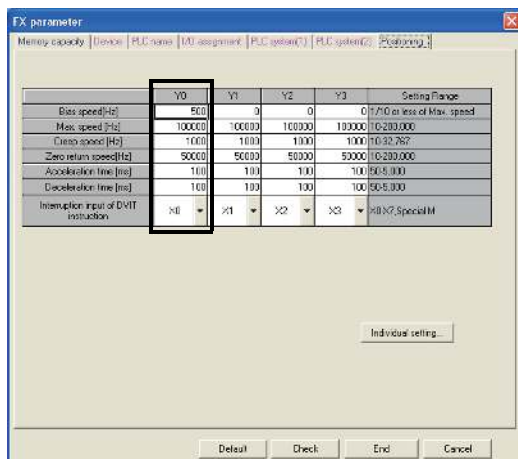 FX parameter
Memory capacity Device PLC name I/O assignment PLC system(1) PLC system(2) Positioning
Y0 Y1 Y2 Y3 Setting Range
Bias speed[Hz] 500 0 0 0 1/10 or less of Max. speed
Max. speed [Hz] 100000 100000 100000 100000 10-200,000
Creep speed [Hz] 1000 1000 1000 1000 10-32,767
Zero return speed[Hz] 50000 50000 50000 50000 10-200,000
Acceleration time [ms] 100 100 100 100 50-5,000
Deceleration time [ms] 100 100 100 100 50-5,000
Interruption input of DVIT
instruction X0 X1 X2 X3 X0-X7,Special M
Individual setting...
Default Check End Cancel